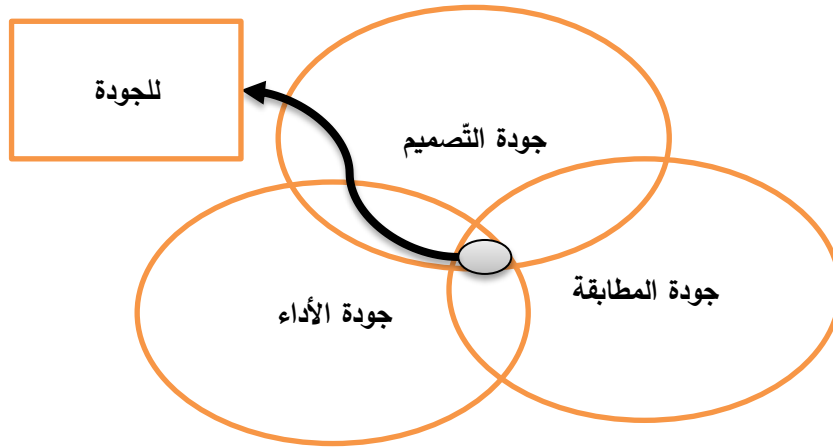 للجودة
جودة التّصميم
جودة المطابقة
جودة الأداء